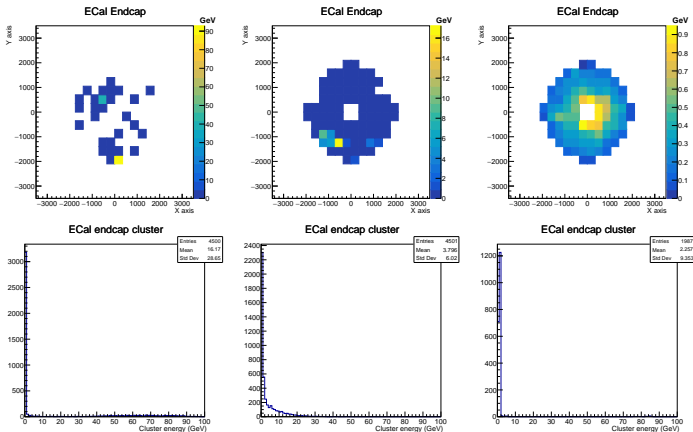 ECal Endcap
GeV
Y axis
3000
2000
1000
0
−1000
−2000
−3000
−3000 −2000 −1000 0 1000 2000 3000
X axis
90
80
70
60
50
40
30
20
10
0
ECal Endcap
GeV
Y axis
3000
2000
1000
0
−1000
−2000
−3000
−3000 −2000 −1000 0 1000 2000 3000
X axis
16
14
12
10
8
6
4
2
0
ECal Endcap
GeV
Y axis
3000
2000
1000
0
−1000
−2000
−3000
−3000 −2000 −1000 0 1000 2000 3000
X axis
0.9
0.8
0.7
0.6
0.5
0.4
0.3
0.2
0.1
0
ECal endcap cluster
Entries 4500
Mean 16.17
Std Dev 28.65
3000
2500
2000
1500
1000
500
0
0 10 20 30 40 50 60 70 80 90 100
Cluster energy (GeV)
ECal endcap cluster
Entries 4501
Mean 3.796
Std Dev 6.02
2400
2200
2000
1800
1600
1400
1200
1000
800
600
400
200
0
0 10 20 30 40 50 60 70 80 90 100
Cluster energy (GeV)
ECal endcap cluster
Entries 1987
Mean 2.257
Std Dev 9.353
1200
1000
800
600
400
200
0
0 10 20 30 40 50 60 70 80 90 100
Cluster energy (GeV)